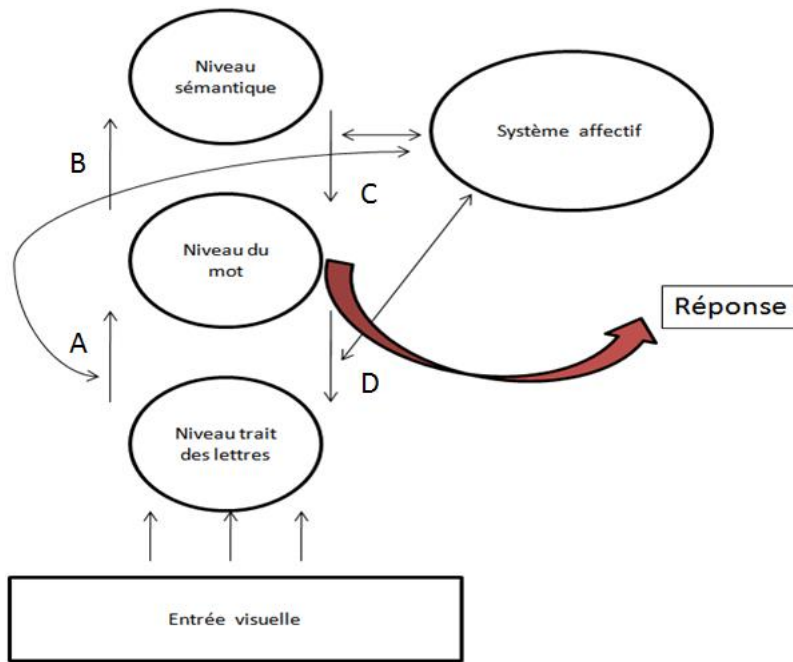 Niveau
sémantique
Système affectif
B
C
Niveau du
mot
Réponse
A
D
Niveau trait
des lettres
Entrée visuelle